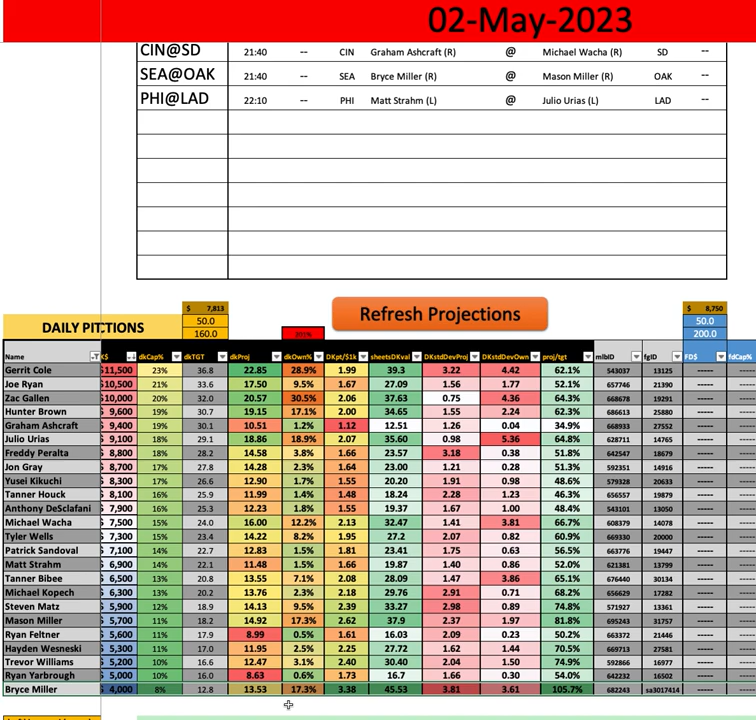 02-May-2023
CIN@SD 21:40 -- CIN Graham Ashcraft (R) @ Michael Wacha (R) SD --
SEA@OAK 21:40 -- SEA Bryce Miller (R) @ Mason Miller (R) OAK --
PHI@LAD 22:10 -- PHI Matt Strahm (L) @ Julio Urias (L) LAD --
$ 7,813 Refresh Projections $ 8,750
DAILY PIT 50.0 50.0
160.0 200.0
Name dkCap% dkTGT dkProj dkOwn% DKpt/$1k sheetsDKval DKstdDevProj DKstdDevOwn proj/tgt mlbID fgID FD$ fdCap%
Gerrit Cole $11,500 23% 36.8 22.85 28.9% 1.99 39.3 3.22 4.42 62.1% 543037 13125 -----
Joe Ryan $10,500 21% 33.6 17.50 9.5% 1.67 27.09 1.56 1.77 52.1% 657746 21390 -----
Zac Gallen $10,000 20% 32.0 20.57 30.5% 2.06 37.63 0.75 4.36 64.3% 668678 19291 -----
Hunter Brown $ 9,600 19% 30.7 19.15 17.1% 2.00 34.65 1.55 2.24 62.3% 686613 25880 -----
Graham Ashcraft $ 9,400 19% 30.1 10.51 1.2% 1.12 12.51 1.26 0.04 34.9% 668933 27552 -----
Julio Urias $ 9,100 18% 29.1 18.86 18.9% 2.07 35.60 0.98 5.36 64.8% 628711 14765 -----
Freddy Peralta $ 8,800 18% 28.2 14.58 3.8% 1.66 23.57 3.18 0.38 51.8% 642547 18679 -----
Jon Gray $ 8,700 17% 27.8 14.28 2.3% 1.64 23.00 1.21 0.28 51.3% 592351 14916 -----
Yusei Kikuchi $ 8,300 17% 26.6 12.90 1.7% 1.55 20.20 1.91 0.98 48.6% 579328 20633 -----
Tanner Houck $ 8,100 16% 25.9 11.99 1.4% 1.48 18.24 2.28 1.23 46.3% 656557 19879 -----
Anthony DeSclafani $ 7,900 16% 25.3 12.23 1.8% 1.55 19.37 1.67 1.00 48.4% 543101 13050 -----
Michael Wacha $ 7,500 15% 24.0 16.00 12.2% 2.13 32.47 1.41 3.81 66.7% 608379 14078 -----
Tyler Wells $ 7,300 15% 23.4 14.22 8.2% 1.95 27.2 2.07 0.82 60.9% 669330 20000 -----
Patrick Sandoval $ 7,100 14% 22.7 12.83 1.5% 1.81 23.41 1.75 0.63 56.5% 663776 19447 -----
Matt Strahm $ 6,900 14% 22.1 11.48 1.5% 1.66 19.87 1.40 0.86 52.0% 621381 13799 -----
Tanner Bibee $ 6,500 13% 20.8 13.55 7.1% 2.08 28.09 1.47 3.86 65.1% 676440 30134 -----
Michael Kopech $ 6,300 13% 20.2 13.76 2.3% 2.18 29.76 2.91 0.71 68.2% 656629 17282 -----
Steven Matz $ 5,900 12% 18.9 14.13 9.5% 2.39 33.27 2.98 0.89 74.8% 571927 13361 -----
Mason Miller $ 5,700 11% 18.2 14.92 17.3% 2.62 37.9 2.37 1.97 81.8% 695243 31757 -----
Ryan Feltner $ 5,600 11% 17.9 8.99 0.5% 1.61 16.03 2.09 0.23 50.2% 663372 21446 -----
Hayden Wesneski $ 5,300 11% 17.0 11.95 2.5% 2.25 27.72 1.62 1.44 70.5% 669713 27581 -----
Trevor Williams $ 5,200 10% 16.6 12.47 3.1% 2.40 30.40 2.04 1.50 74.9% 592866 16977 -----
Ryan Yarbrough $ 5,000 10% 16.0 8.63 0.6% 1.73 16.7 1.66 0.30 54.0% 642232 16502 -----
Bryce Miller $ 4,000 8% 12.8 13.53 17.3% 3.38 45.53 3.81 3.61 105.7% 682243 sa3017414 -----